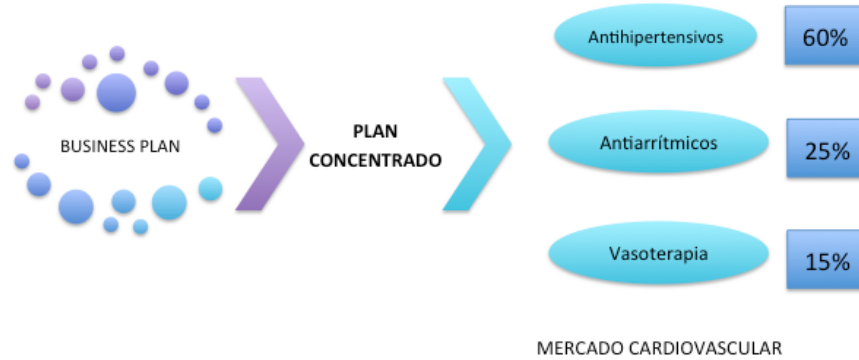 BUSINESS PLAN
PLAN
CONCENTRADO
Antihipertensivos
60%
Antiarrítmicos
25%
Vasoterapia
15%
MERCADO CARDIOVASCULAR